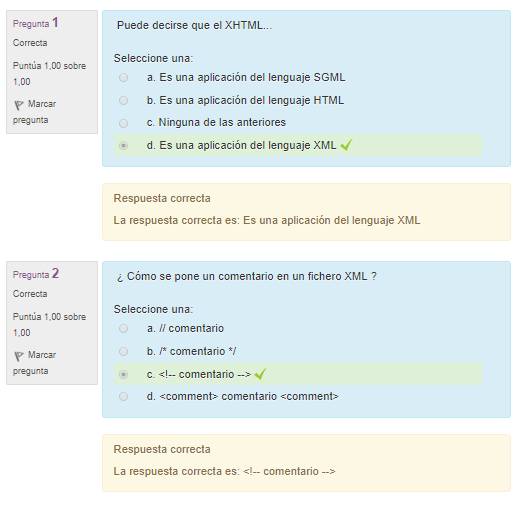 Pregunta 1
Correcta
Puntúa 1,00 sobre
1,00
Marcar
pregunta
Puede decirse que el XHTML...
Seleccione una:
a. Es una aplicación del lenguaje SGML
b. Es una aplicación del lenguaje HTML
c. Ninguna de las anteriores
d. Es una aplicación del lenguaje XML
Respuesta correcta
La respuesta correcta es: Es una aplicación del lenguaje XML
Pregunta 2
Correcta
Puntúa 1,00 sobre
1,00
Marcar
pregunta
¿ Cómo se pone un comentario en un fichero XML ?
Seleccione una:
a. // comentario
b. /* comentario */
c. <!-- comentario -->
d. <comment> comentario <comment>
Respuesta correcta
La respuesta correcta es: <!-- comentario -->